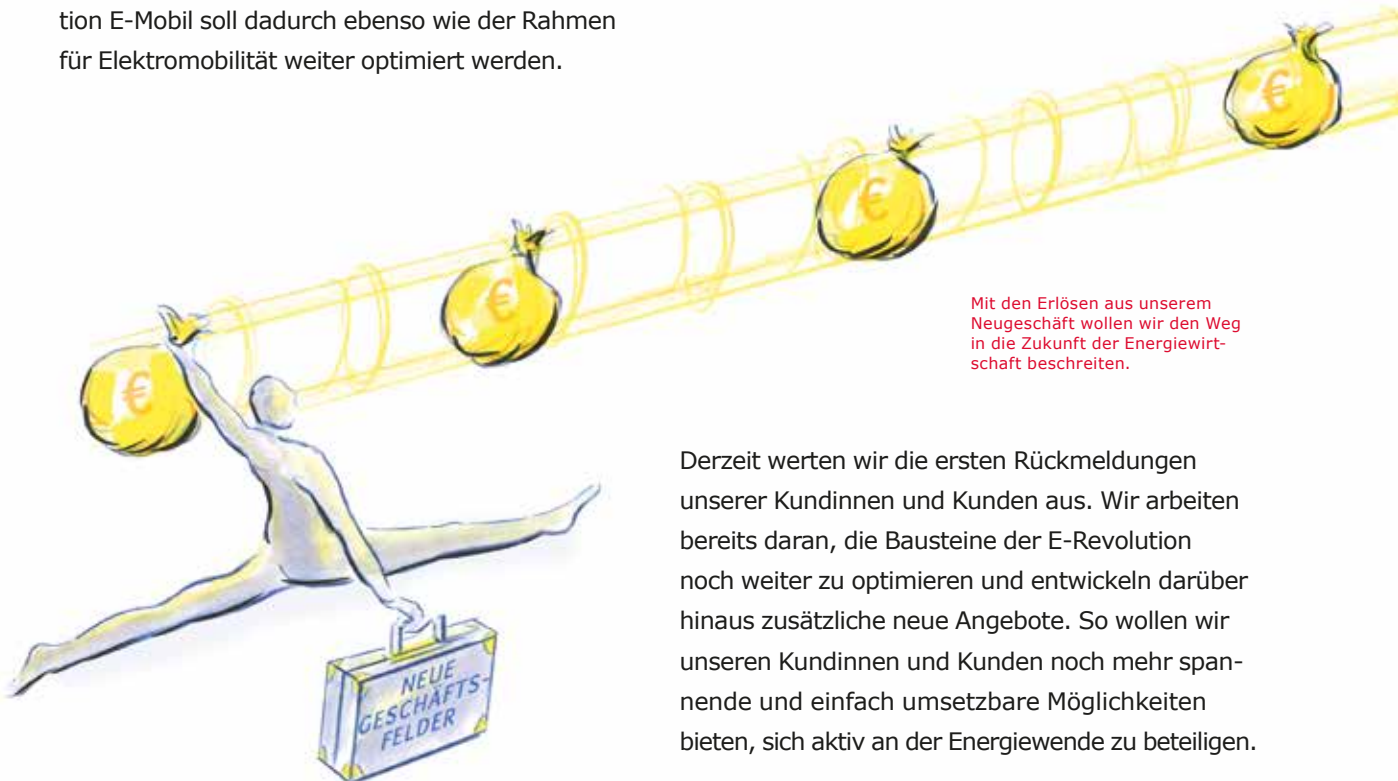 tion E-Mobil soll dadurch ebenso wie der Rahmen
für Elektromobilität weiter optimiert werden.
€
€
€
€
Mit den Erlösen aus unserem
Neugeschäft wollen wir den Weg
in die Zukunft der Energiewirt-
schaft beschreiten.
Derzeit werten wir die ersten Rückmeldungen
unserer Kundinnen und Kunden aus. Wir arbeiten
bereits daran, die Bausteine der E-Revolution
noch weiter zu optimieren und entwickeln darüber
hinaus zusätzliche neue Angebote. So wollen wir
unseren Kundinnen und Kunden noch mehr span-
nende und einfach umsetzbare Möglichkeiten
bieten, sich aktiv an der Energiewende zu beteiligen.
NEUE
GESCHÄFTS-
FELDER